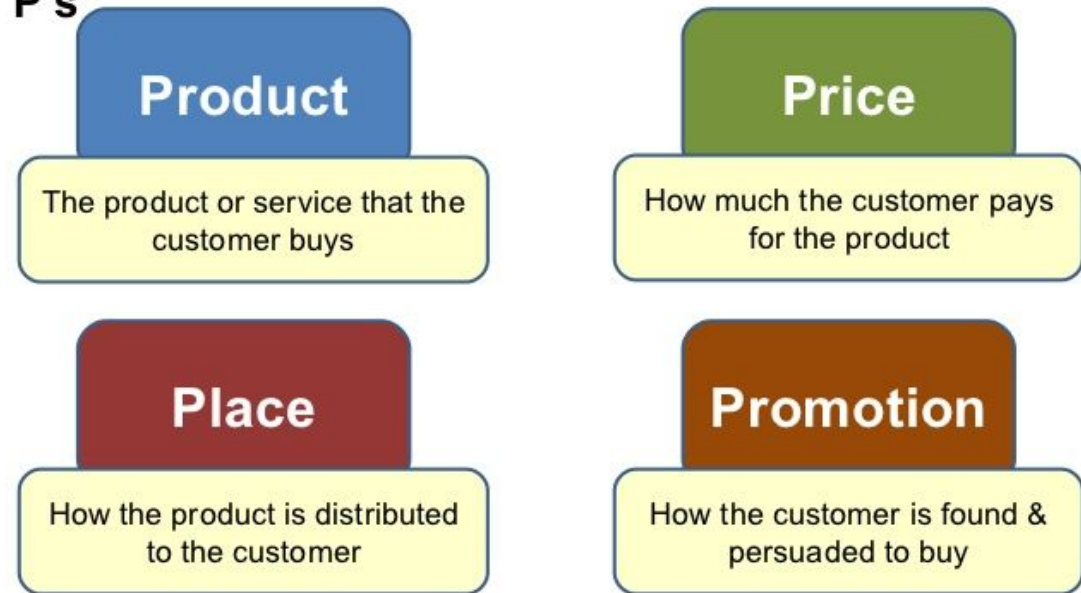 P's
Product
The product or service that the
customer buys
Price
How much the customer pays
for the product
Place
How the product is distributed
to the customer
Promotion
How the customer is found &
persuaded to buy